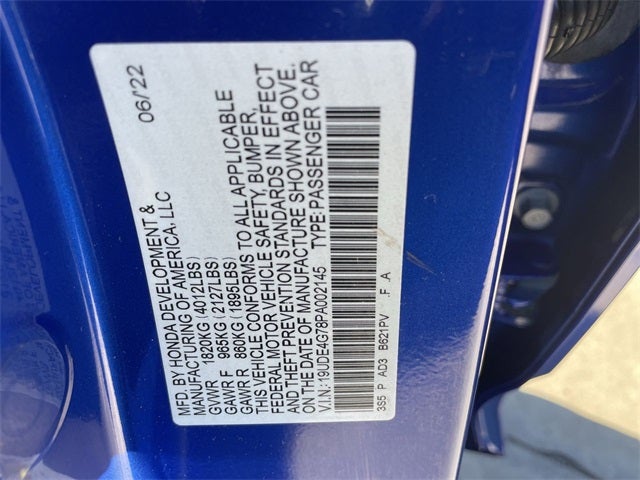 MFD. BY HONDA DEVELOPMENT & 06/22
MANUFACTURING OF AMERICA, LLC
GVWR 1820KG (4012LBS)
GAWR F 965KG (2127LBS)
GAWR R 860KG (1895LBS)
THIS VEHICLE CONFORMS TO ALL APPLICABLE
FEDERAL MOTOR VEHICLE SAFETY, BUMPER,
AND THEFT PREVENTION STANDARDS IN EFFECT
ON THE DATE OF MANUFACTURE SHOWN ABOVE.
V.I.N: 19UDE4G78PA002145 TYPE:PASSENGER CAR
3S5 P AD3 B621PV .F .A